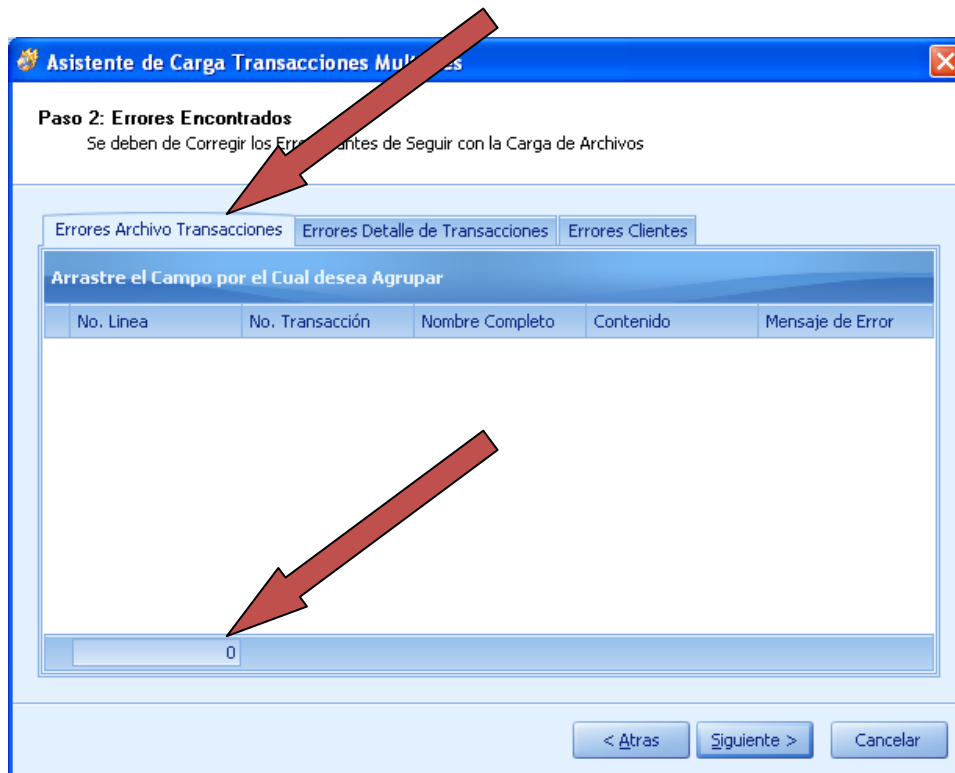 Asistente de Carga Transacciones
Paso 2: Errores Encontrados
Se deben de Corregir los antes de Seguir con la Carga de Archivos
Errores Archivo Transacciones Errores Detalle de Transacciones Errores Clientes
Arrastre el Campo por el Cual desea Agrupar
No. Linea No. Transacción Nombre Completo Contenido Mensaje de Error
0
< Atras Siguiente > Cancelar